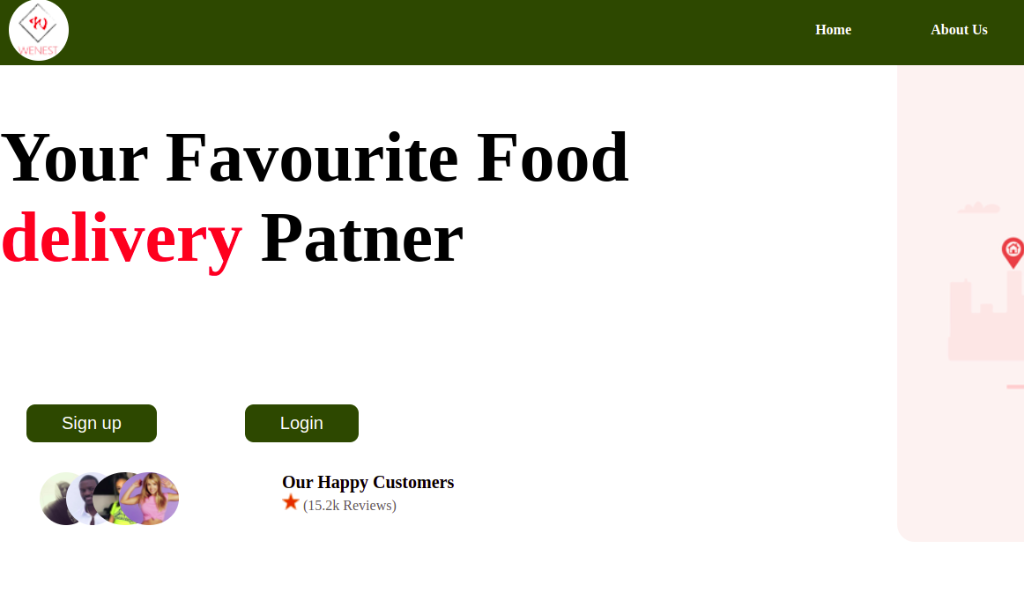 WENEST
Home
About Us
Your Favourite Food
delivery Patner
Sign up
Login
Our Happy Customers
(15.2k Reviews)